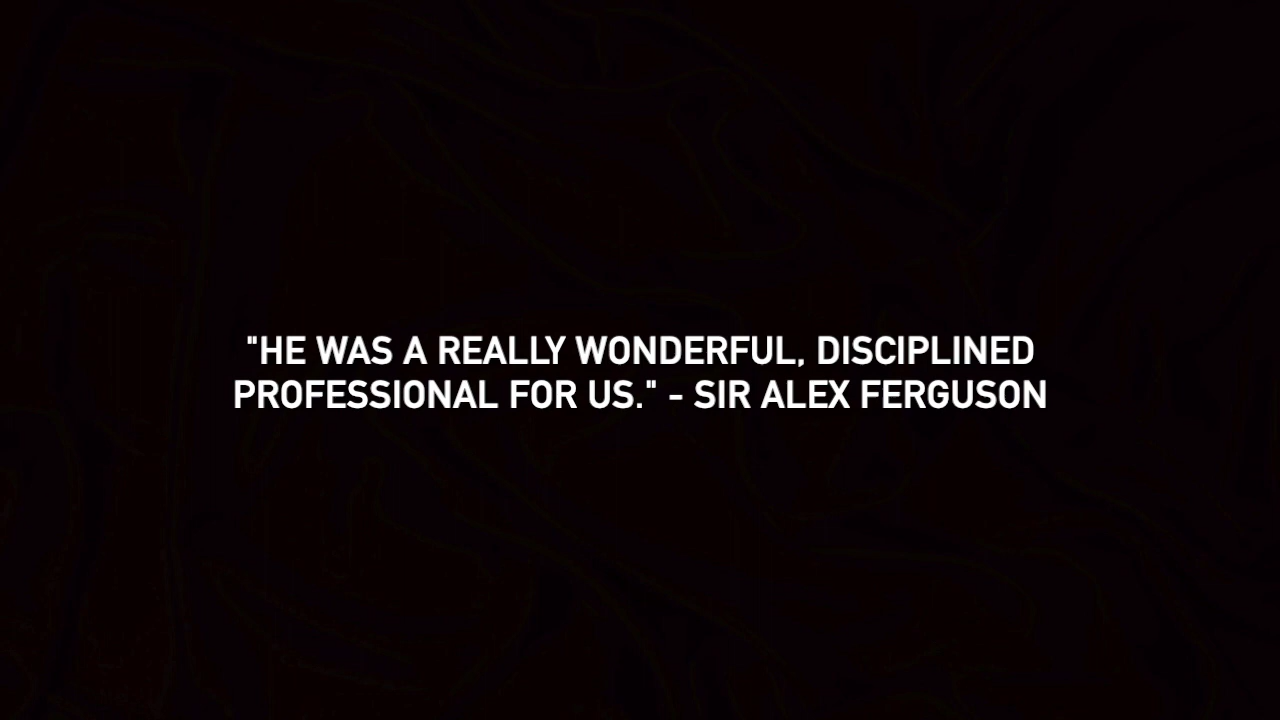 "HE WAS A REALLY WONDERFUL, DISCIPLINED
PROFESSIONAL FOR US." - SIR ALEX FERGUSON